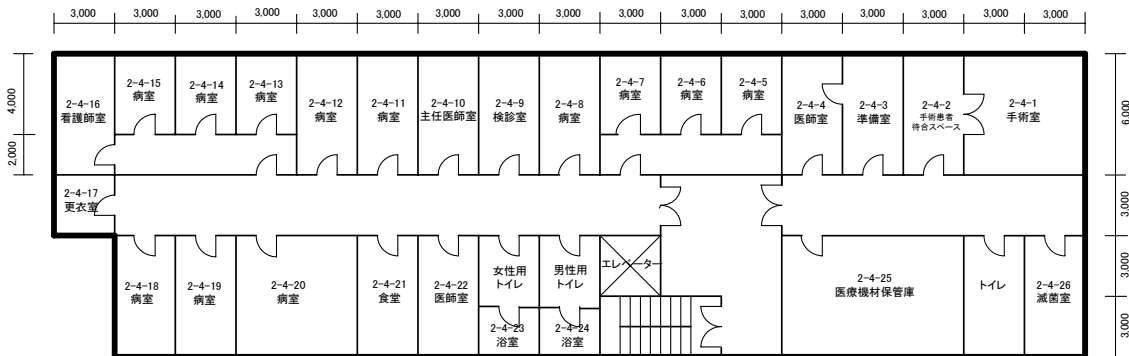 3,000 3,000 3,000 3,000 3,000 3,000 3,000 3,000 3,000 3,000 3,000 3,000 3,000 3,000 3,000 3,000 3,000
4,000
2,000
6,000
3,000
3,000
3,000
2-4-16
看護師室
2-4-15
病室
2-4-14
病室
2-4-13
病室
2-4-12
病室
2-4-11
病室
2-4-10
主任医師室
2-4-9
検診室
2-4-8
病室
2-4-7
病室
2-4-6
病室
2-4-5
病室
2-4-4
医師室
2-4-3
準備室
2-4-2
手術患者
待合スペース
2-4-1
手術室
2-4-17
更衣室
2-4-18
病室
2-4-19
病室
2-4-20
病室
2-4-21
食堂
2-4-22
医師室
女性用
トイレ
男性用
トイレ
エレベーター
2-4-23
浴室
2-4-24
浴室
2-4-25
医療機材保管庫
トイレ
2-4-26
滅菌室